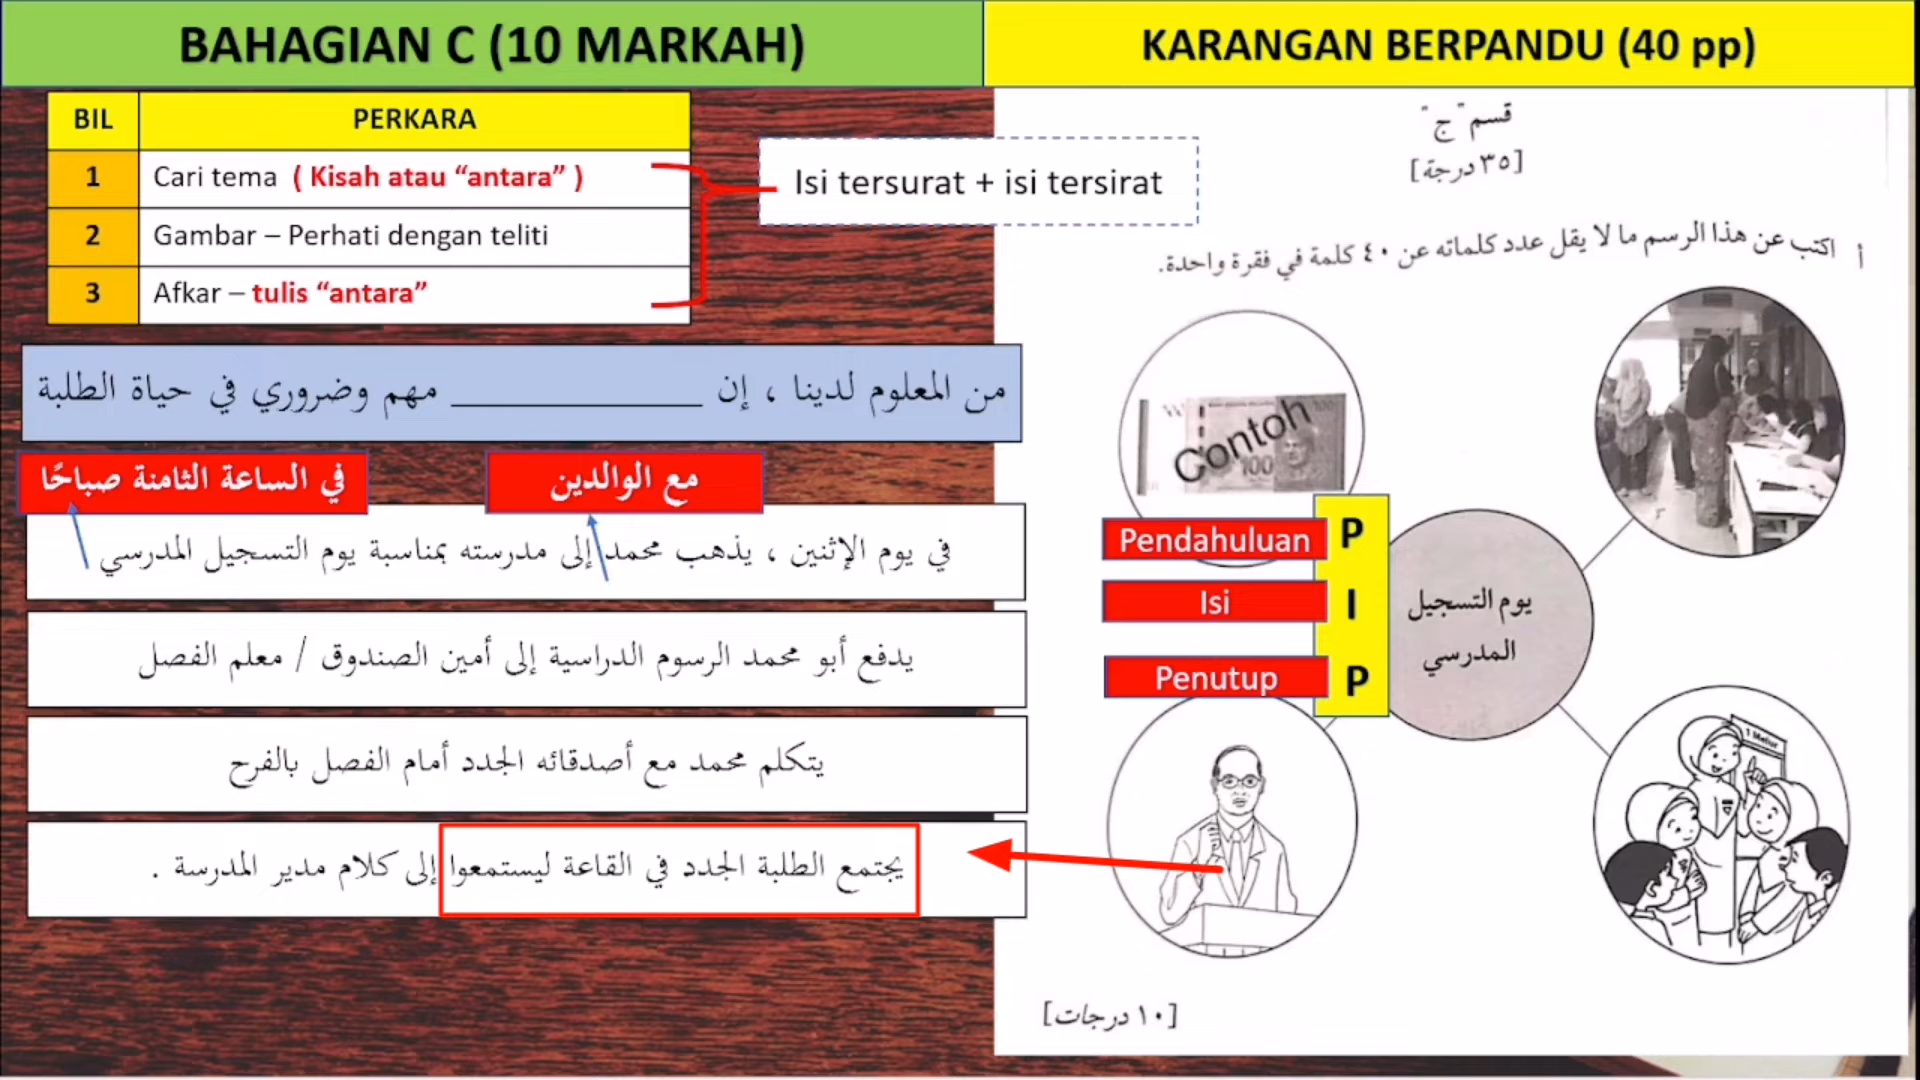 BAHAGIAN C (10 MARKAH)
KARANGAN BERPANDU (40 pp)
BIL PERKARA
1 Cari tema ( Kisah atau “antara” )
2 Gambar – Perhati dengan teliti
3 Afkar – tulis “antara”
Isi tersurat + isi tersirat
من المعلوم لدينا ، إن ____________ مهم وضروري في حياة الطلبة
مع الوالدين
في الساعة الثامنة صباحًا
في يوم الإثنين ، يذهب محمد إلى مدرسته بمناسبة يوم التسجيل المدرسي
يدفع أبو محمد الرسوم الدراسية إلى أمين الصندوق / معلم الفصل
يتكلم محمد مع أصدقائه الجدد أمام الفصل بالفرح
يجتمع الطلبة الجدد في القاعة ليستمعوا إلى كلام مدير المدرسة .
قسم "ج"
[٣٥ درجة]
أ اكتب عن هذا الرسم ما لا يقل عدد كلماته عن ٤٠ كلمة في فقرة واحدة.
Contoh
100
Pendahuluan P
Isi I
Penutup P
يوم التسجيل
المدرسي
[١٠ درجات]